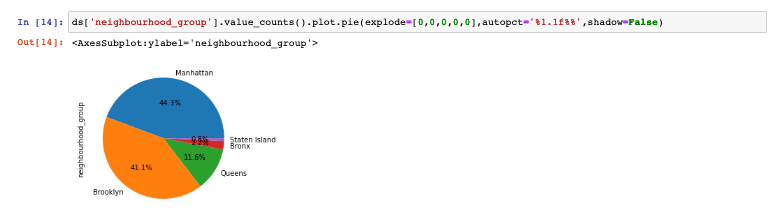 In [14]: ds['neighbourhood_group'].value_counts().plot.pie(explode=[0,0,0,0,0],autopct='%1.1f%%',shadow=False)
Out[14]: <AxesSubplot:ylabel='neighbourhood_group'>
Manhattan
44.3%
neighbourhood_group
0.8%
Staten Island
2.2%
Bronx
11.6%
41.1%
Queens
Brooklyn